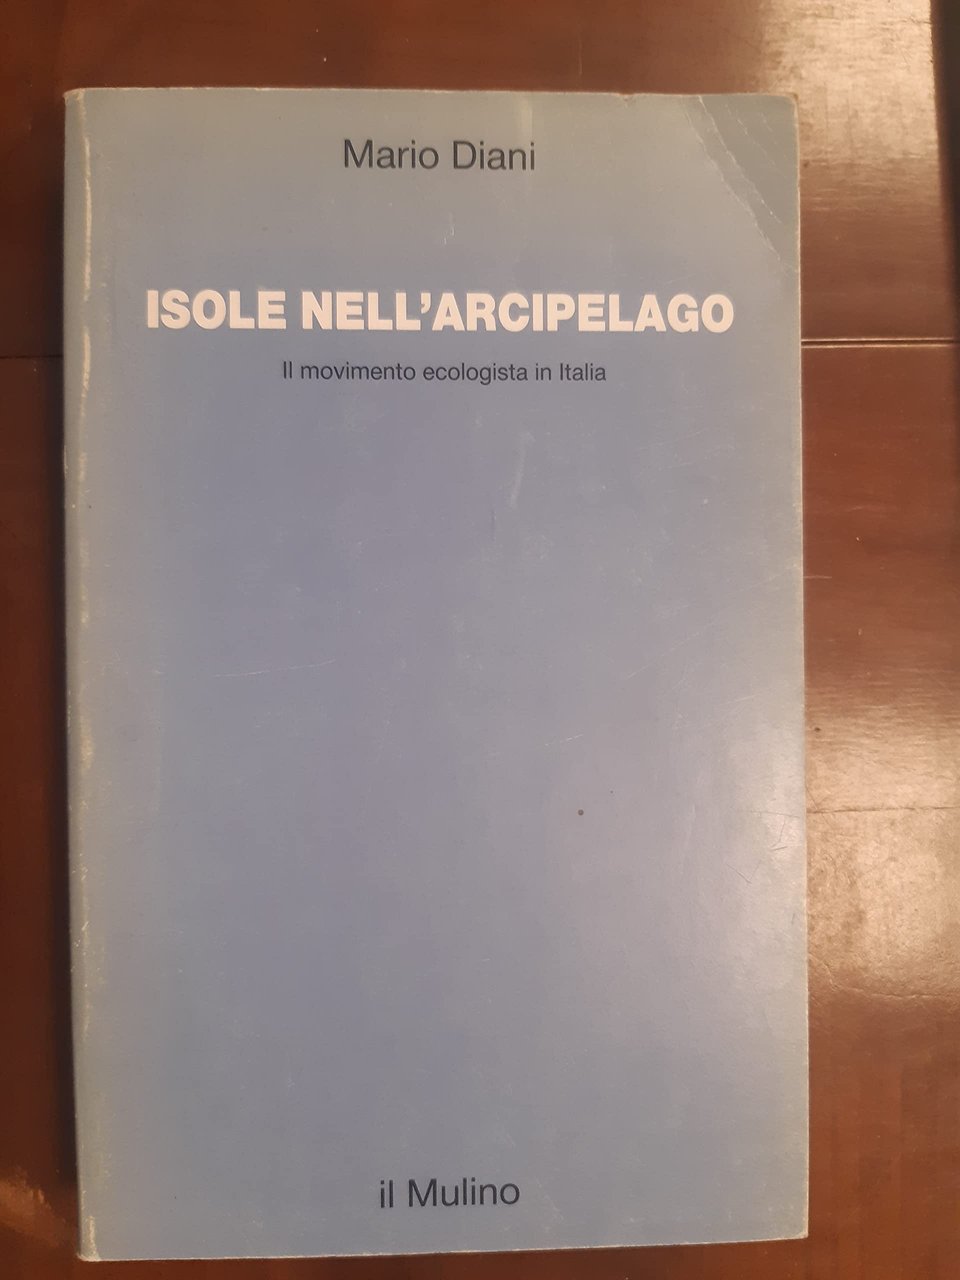 Mario Diani
ISOLE NELL'ARCIPELAGO
Il movimento ecologista in Italia
il Mulino